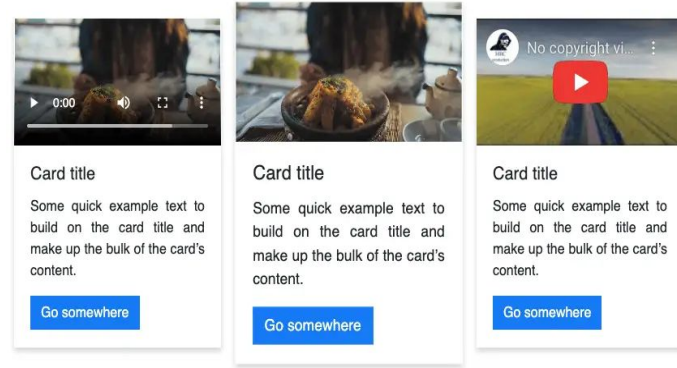 0:00
Card title
Some quick example text to
build on the card title and
make up the bulk of the card's
content.
Go somewhere
Card title
Some quick example text to
build on the card title and
make up the bulk of the card's
content.
Go somewhere
No copyright vi...
Card title
Some quick example text to
build on the card title and
make up the bulk of the card's
content.
Go somewhere